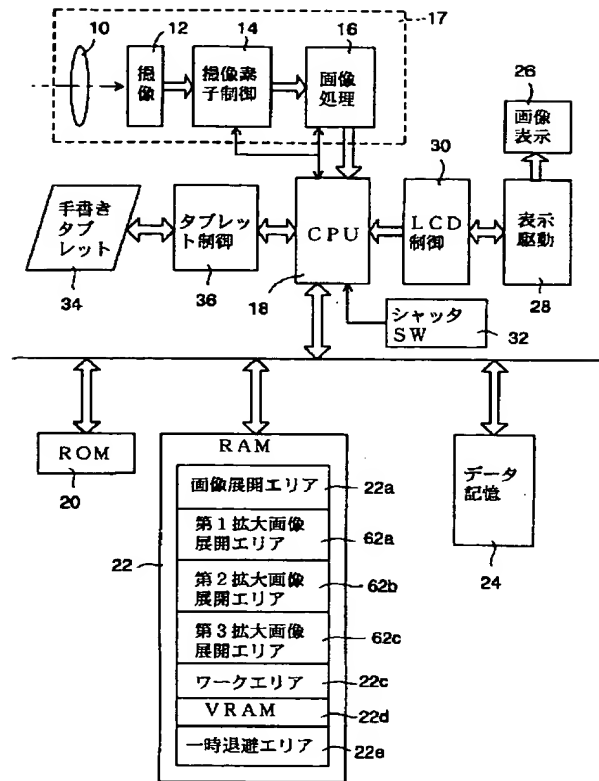 10
12
14
16
17
撮像
撮像素
子制御
画像
処理
26
画像
表示
30
手書き
タブ
レット
34
タブレット
ット制御
36
CPU
18
LCD
制御
表示
駆動
28
シャッタ
SW
32
ROM
20
RAM
22
画像展開エリア
22a
第1拡大画像
展開エリア
62a
第2拡大画像
展開エリア
62b
第3拡大画像
展開エリア
62c
ワークエリア
22c
VRAM
22d
一時退避エリア
22e
データ
記憶
24